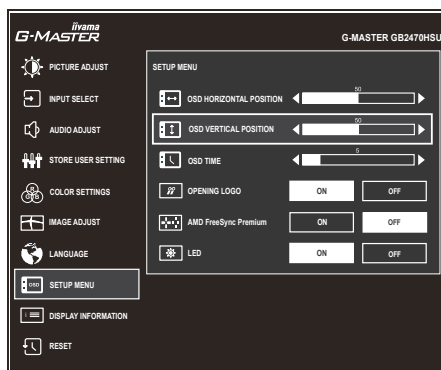 iiyama
G-MASTER
G-MASTER GB2470HSU
PICTURE ADJUST
INPUT SELECT
AUDIO ADJUST
STORE USER SETTING
R
G B
COLOR SETTINGS
IMAGE ADJUST
LANGUAGE
OSD
SETUP MENU
DISPLAY INFORMATION
RESET
SETUP MENU
50
OSD HORIZONTAL POSITION
50
OSD VERTICAL POSITION
5
OSD TIME
OPENING LOGO ON OFF
AMD FreeSync Premium ON OFF
LED ON OFF